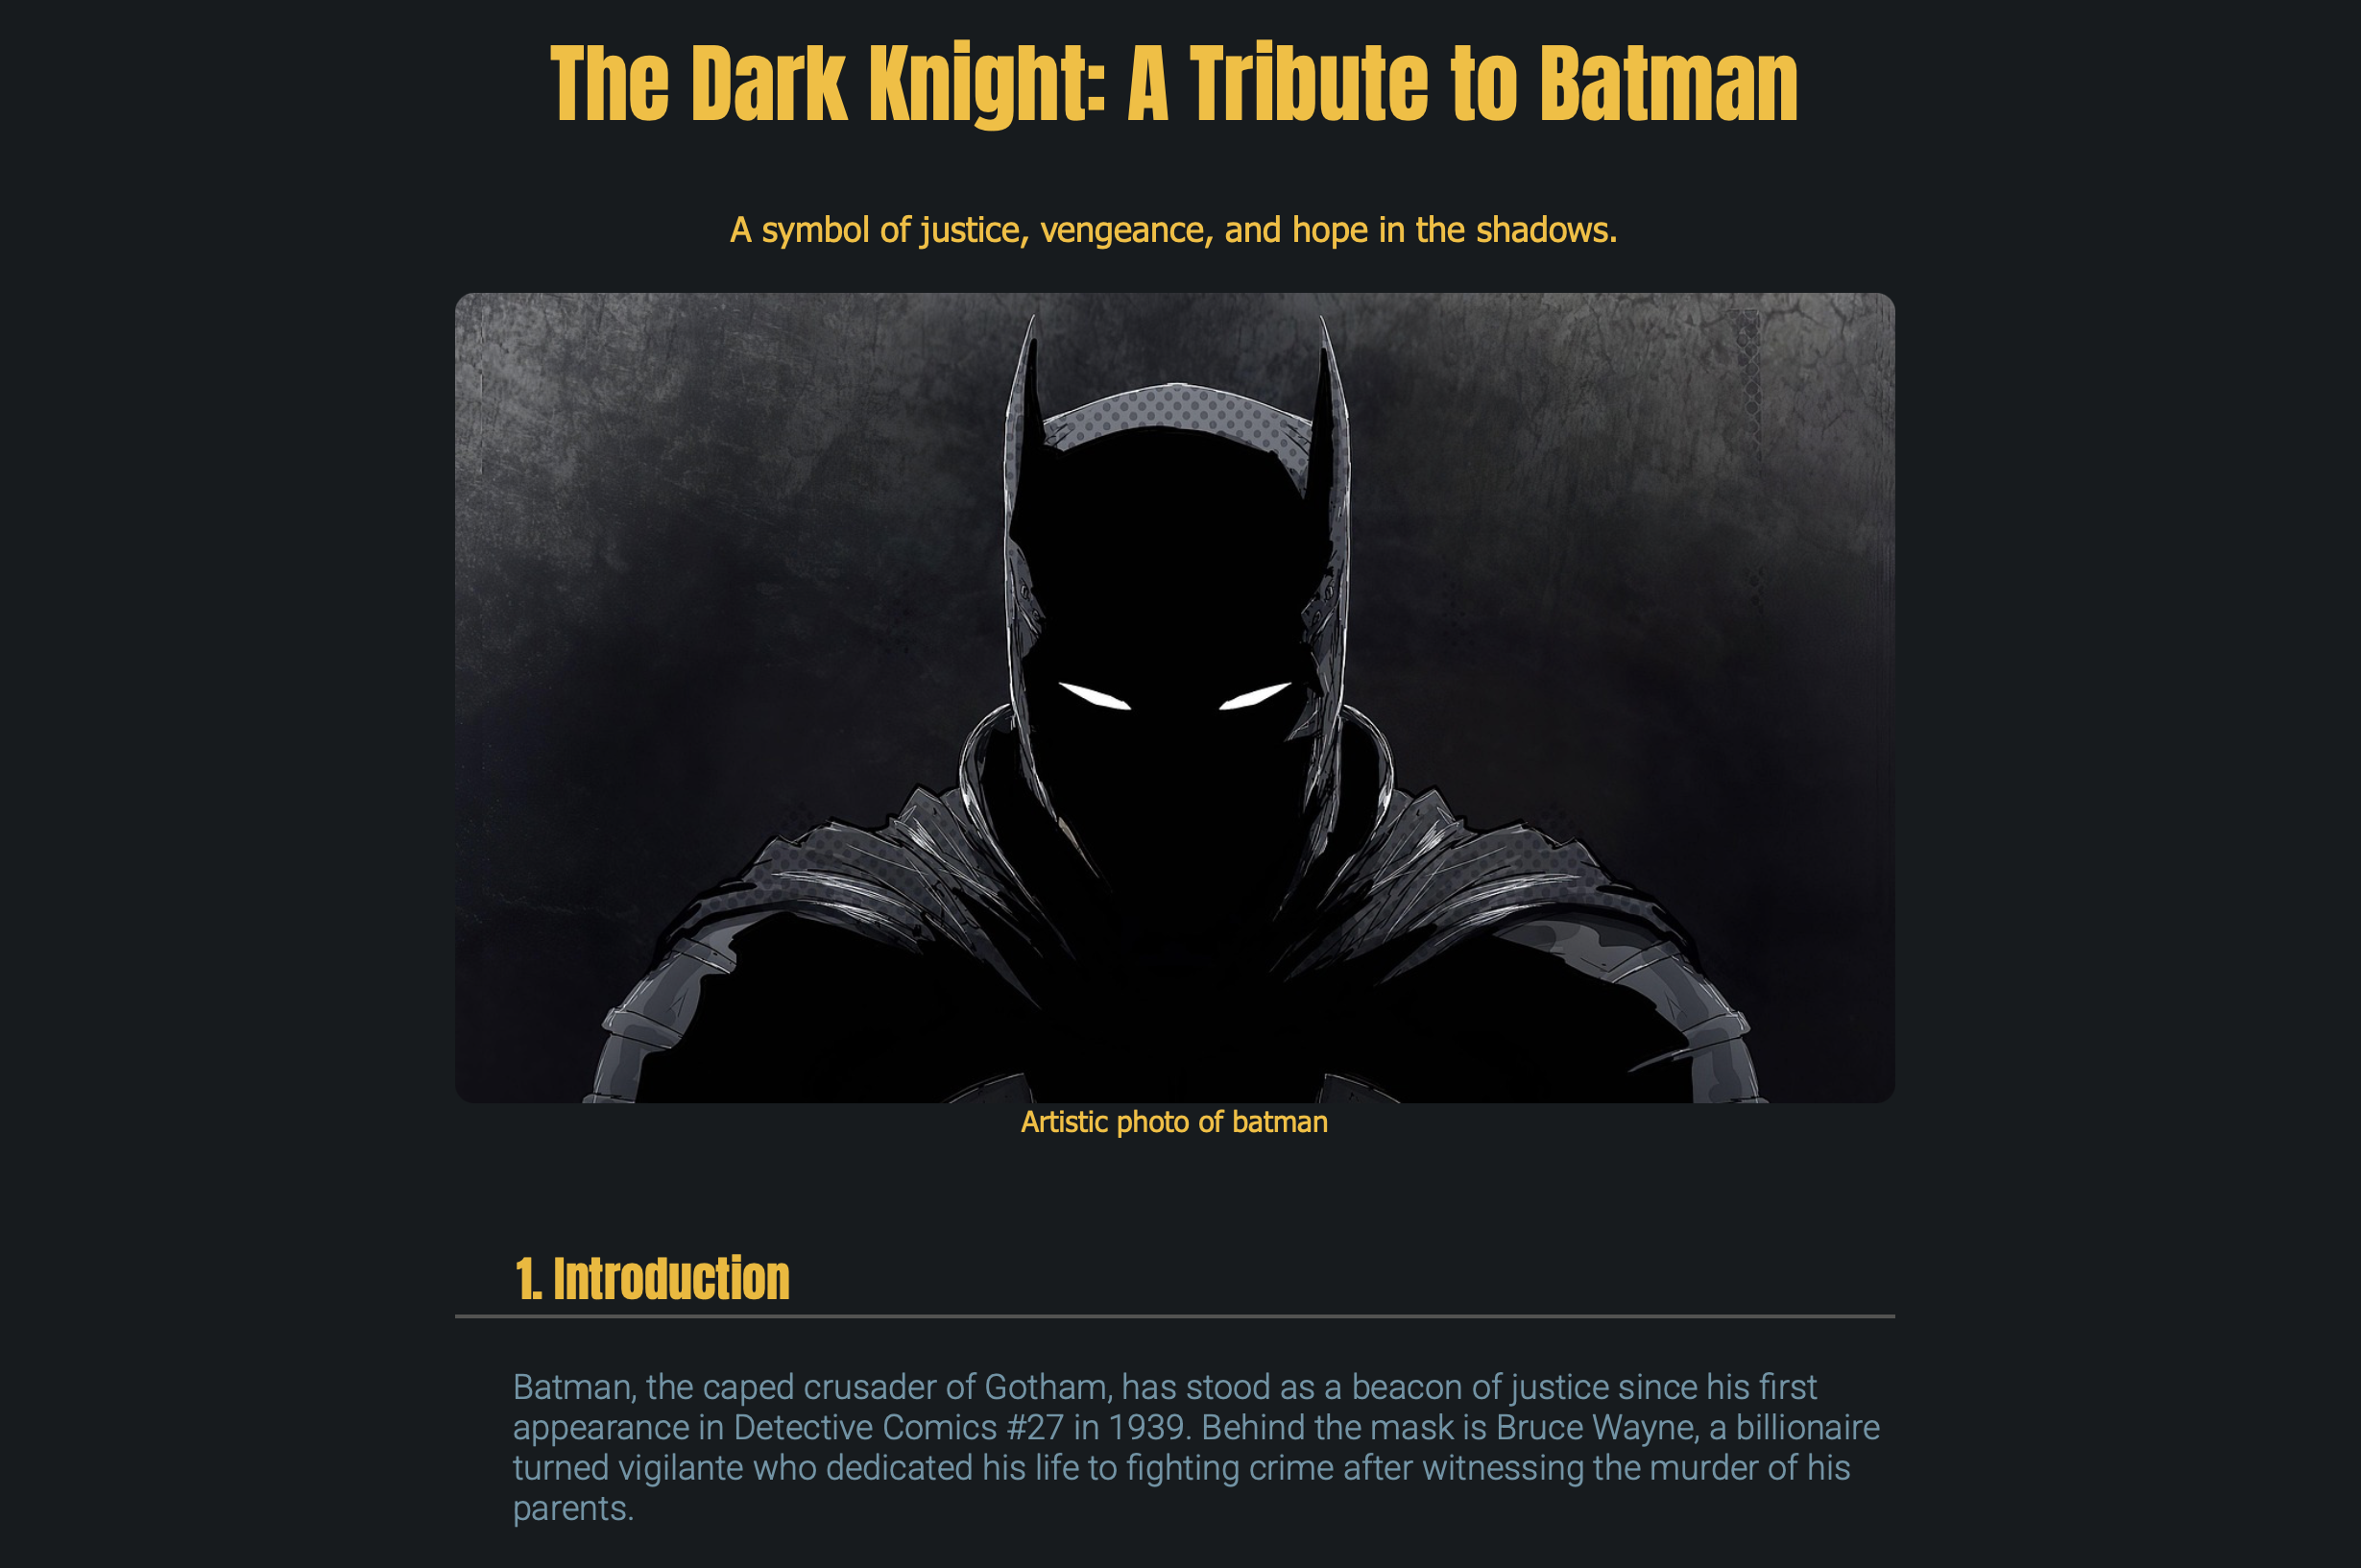 The Dark Knight: A Tribute to Batman
A symbol of justice, vengeance, and hope in the shadows.
Artistic photo of batman
1. Introduction
Batman, the caped crusader of Gotham, has stood as a beacon of justice since his first
appearance in Detective Comics #27 in 1939. Behind the mask is Bruce Wayne, a billionaire
turned vigilante who dedicated his life to fighting crime after witnessing the murder of his
parents.